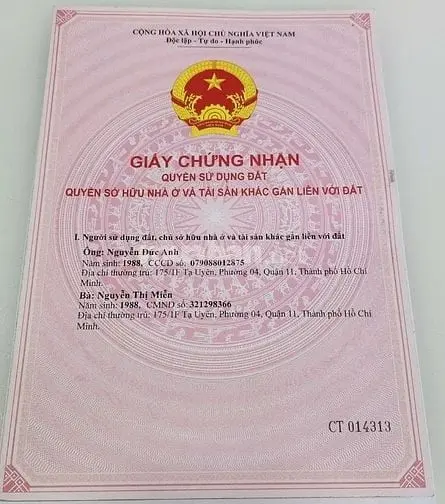 CỘNG HÒA XÃ HỘI CHỦ NGHĨA VIỆT NAM
Độc lập - Tự do - Hạnh phúc
GIẤY CHỨNG NHẬN
QUYỀN SỬ DỤNG ĐẤT
QUYỀN SỞ HỮU NHÀ Ở VÀ TÀI SẢN KHÁC GẮN LIỀN VỚI ĐẤT
I. Người sử dụng đất, chủ sở hữu nhà ở và tài sản khác gắn liền với đất
Ông: Nguyễn Đức Anh
Năm sinh: 1988, CCCD số: 079088012875
Địa chỉ thường trú: 175/1F Tạ Uyên, Phường 04, Quận 11, Thành phố Hồ Chí
Minh.
Bà: Nguyễn Thị Miền
Năm sinh: 1988, CMND số: 321298366
Địa chỉ thường trú: 175/1F Tạ Uyên, Phường 04, Quận 11, Thành phố Hồ Chí
Minh.
CT 014313